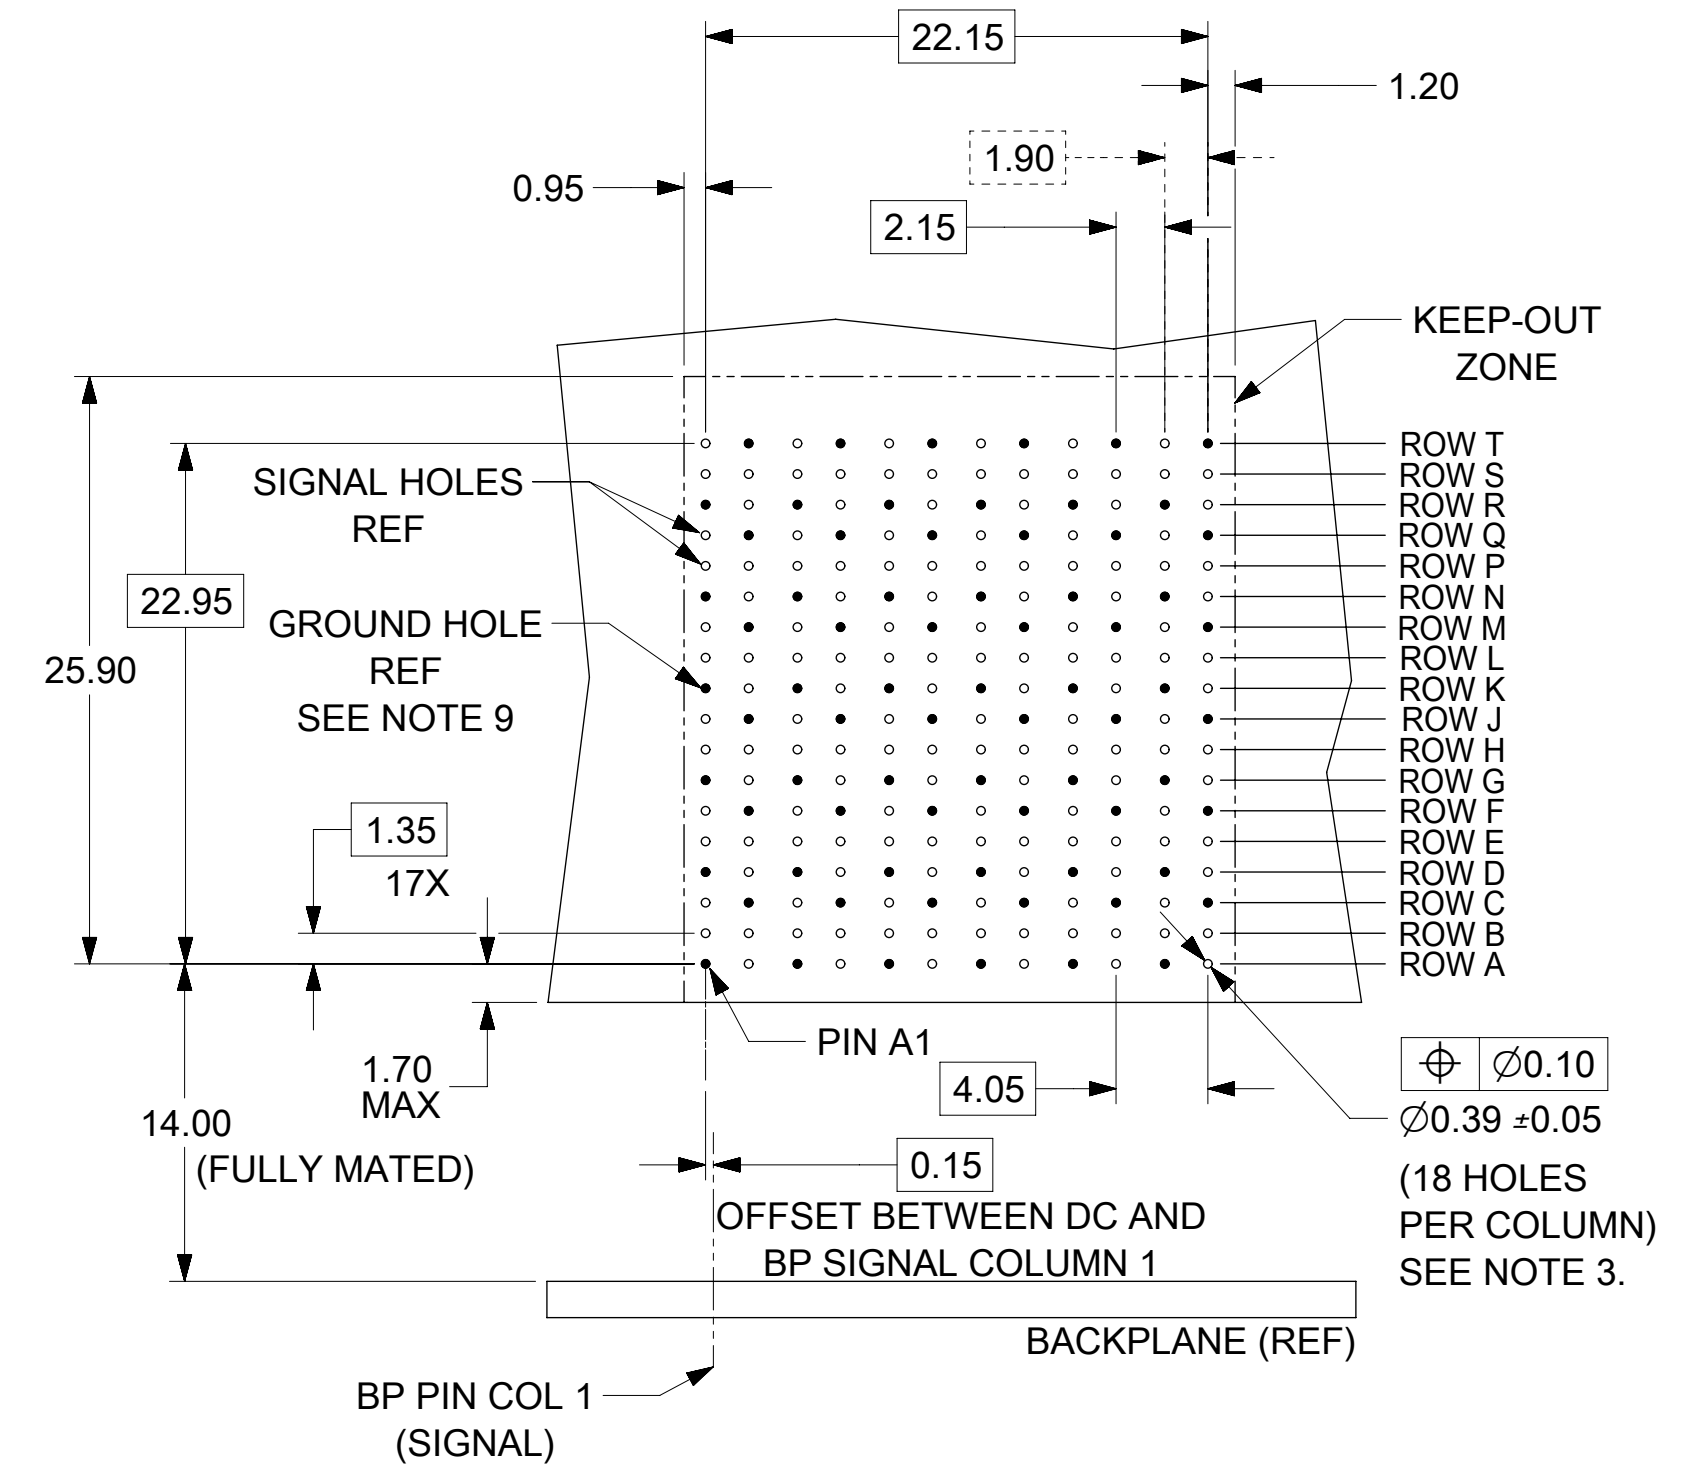 22.15
1.20
1.90
0.95
2.15
KEEP-OUT
ZONE
ROW T
ROW S
ROW R
ROW Q
ROW P
ROW N
ROW M
ROW L
ROW K
ROW J
ROW H
ROW G
ROW F
ROW E
ROW D
ROW C
ROW B
ROW A
SIGNAL HOLES
REF
22.95
GROUND HOLE
REF
SEE NOTE 9
25.90
1.35
17X
PIN A1
1.70
MAX
4.05
⌖ ∅0.10
∅0.39 ±0.05
(18 HOLES
PER COLUMN)
SEE NOTE 3.
14.00
(FULLY MATED)
0.15
OFFSET BETWEEN DC AND
BP SIGNAL COLUMN 1
BACKPLANE (REF)
BP PIN COL 1
(SIGNAL)